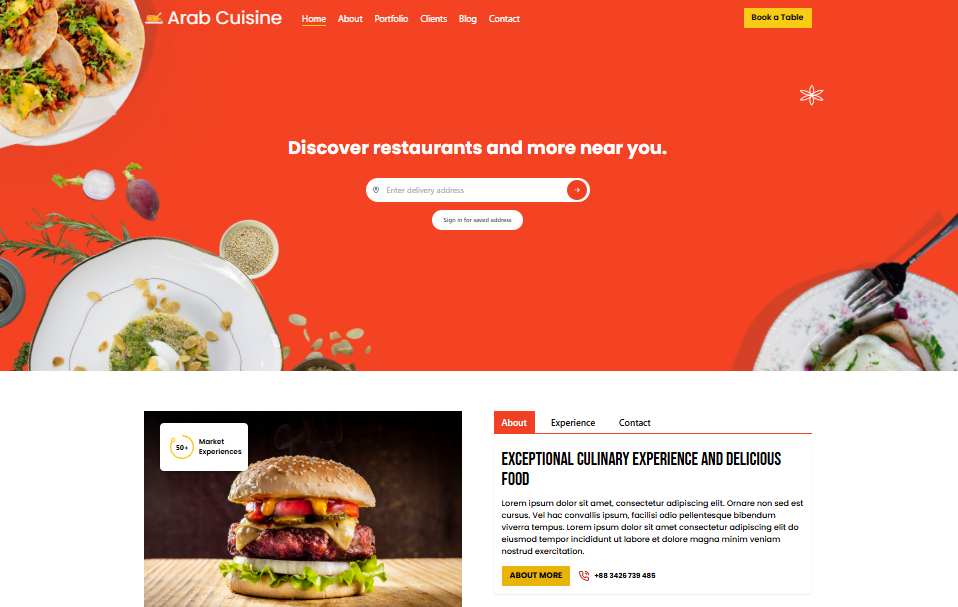 Arab Cuisine
Home About Portfolio Clients Blog Contact
Book a Table
Discover restaurants and more near you.
Enter delivery address
Sign in for saved address
50+
Market
Experiences
About Experience Contact
EXCEPTIONAL CULINARY EXPERIENCE AND DELICIOUS
FOOD
Lorem ipsum dolor sit amet, consectetur adipiscing elit. Ornare non sed est
cursus. Vel hac convallis ipsum, facilisi odio pellentesque bibendum
viverra tempus. Lorem ipsum dolor sit amet consectetur adipiscing elit do
eiusmod tempor incididunt ut labore et dolore magna minim veniam
nostrud exercitation.
ABOUT MORE
+88 3426 739 485